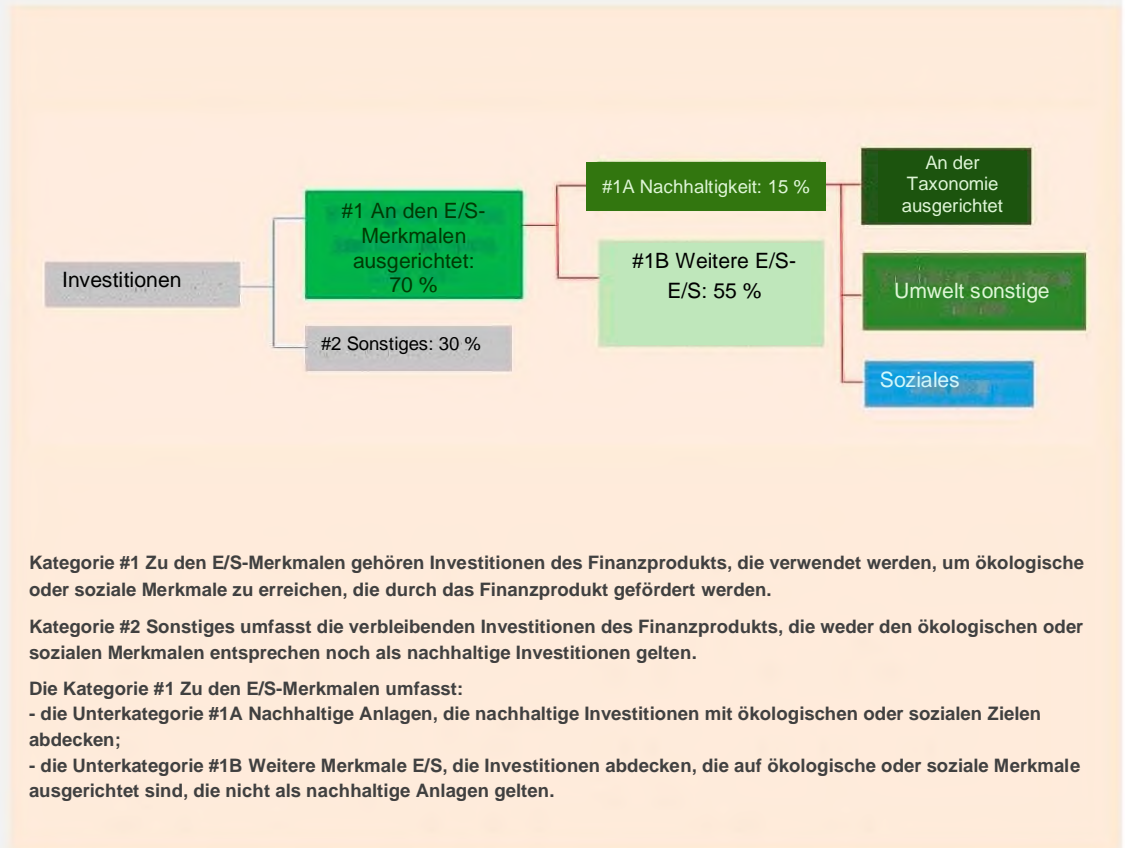 Investitionen
#1 An den E/S-
Merkmalen
ausgerichtet:
70 %
#2 Sonstiges: 30 %
#1A Nachhaltigkeit: 15 %
#1B Weitere E/S-
E/S: 55 %
An der
Taxonomie
ausgerichtet
Umwelt sonstige
Soziales
Kategorie #1 Zu den E/S-Merkmalen gehören Investitionen des Finanzprodukts, die verwendet werden, um ökologische
oder soziale Merkmale zu erreichen, die durch das Finanzprodukt gefördert werden.
Kategorie #2 Sonstiges umfasst die verbleibenden Investitionen des Finanzprodukts, die weder den ökologischen oder
sozialen Merkmalen entsprechen noch als nachhaltige Investitionen gelten.
Die Kategorie #1 Zu den E/S-Merkmalen umfasst:
- die Unterkategorie #1A Nachhaltige Anlagen, die nachhaltige Investitionen mit ökologischen oder sozialen Zielen
abdecken;
- die Unterkategorie #1B Weitere Merkmale E/S, die Investitionen abdecken, die auf ökologische oder soziale Merkmale
ausgerichtet sind, die nicht als nachhaltige Anlagen gelten.